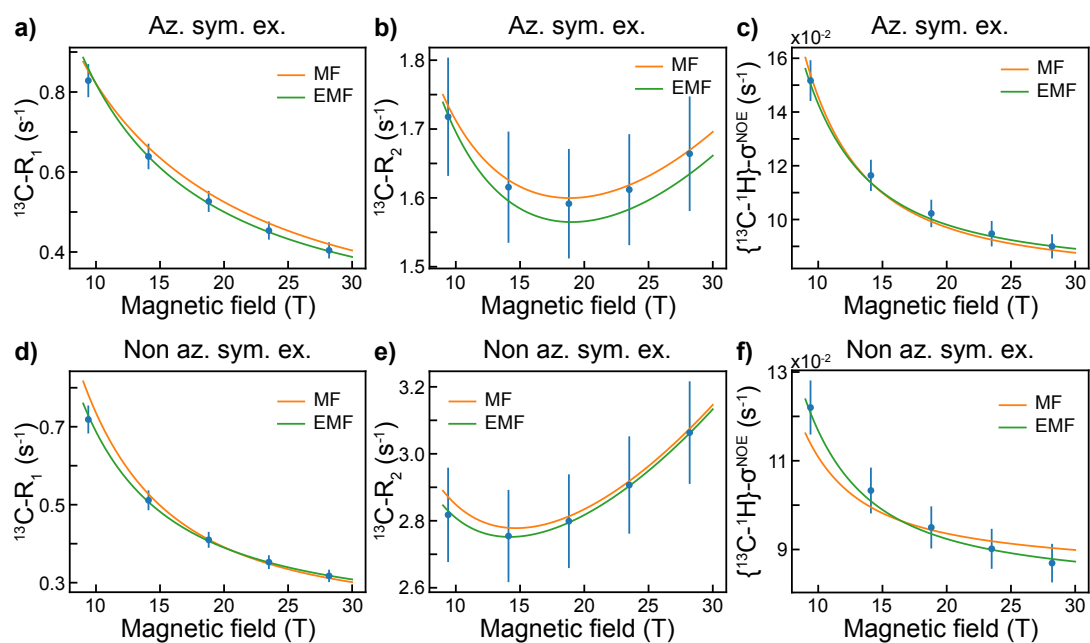 a) Az. sym. ex.
¹³C-R₁ (s⁻¹)
0.8
0.6
0.4
MF
EMF
10 15 20 25 30
Magnetic field (T)
b) Az. sym. ex.
¹³C-R₂ (s⁻¹)
1.8
1.7
1.6
1.5
MF
EMF
10 15 20 25 30
Magnetic field (T)
c) Az. sym. ex.
x10⁻²
{¹³C-¹H}-σᴺᴼᴱ (s⁻¹)
16
14
12
10
MF
EMF
10 15 20 25 30
Magnetic field (T)
d) Non az. sym. ex.
¹³C-R₁ (s⁻¹)
0.7
0.5
0.3
MF
EMF
10 15 20 25 30
Magnetic field (T)
e) Non az. sym. ex.
¹³C-R₂ (s⁻¹)
3.2
3.0
2.8
2.6
MF
EMF
10 15 20 25 30
Magnetic field (T)
f) Non az. sym. ex.
x10⁻²
{¹³C-¹H}-σᴺᴼᴱ (s⁻¹)
13
11
9
MF
EMF
10 15 20 25 30
Magnetic field (T)